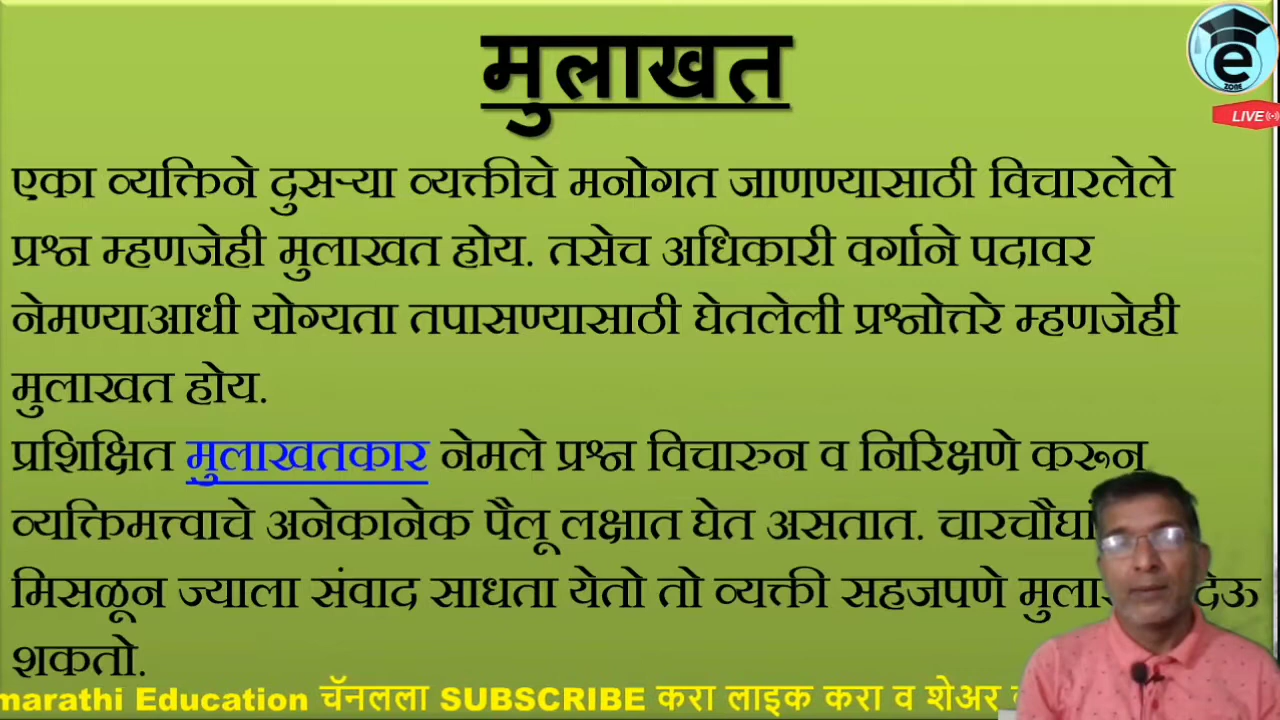 मुलाखत
e
ZONE
LIVE
एका व्यक्तिने दुसऱ्या व्यक्तीचे मनोगत जाणण्यासाठी विचारलेले
प्रश्न म्हणजेही मुलाखत होय. तसेच अधिकारी वर्गाने पदावर
नेमण्याआधी योग्यता तपासण्यासाठी घेतलेली प्रश्नोत्तरे म्हणजेही
मुलाखत होय.
प्रशिक्षित मुलाखतकार नेमले प्रश्न विचारुन व निरिक्षणे करून
व्यक्तिमत्त्वाचे अनेकानेक पैलू लक्षात घेत असतात.
मिसळून ज्याला संवाद साधता येतो तो व्यक्ती सहजपणे देऊ
शकतो.
marathi Education चॅनलला SUBSCRIBE करा लाइक करा व शेअर